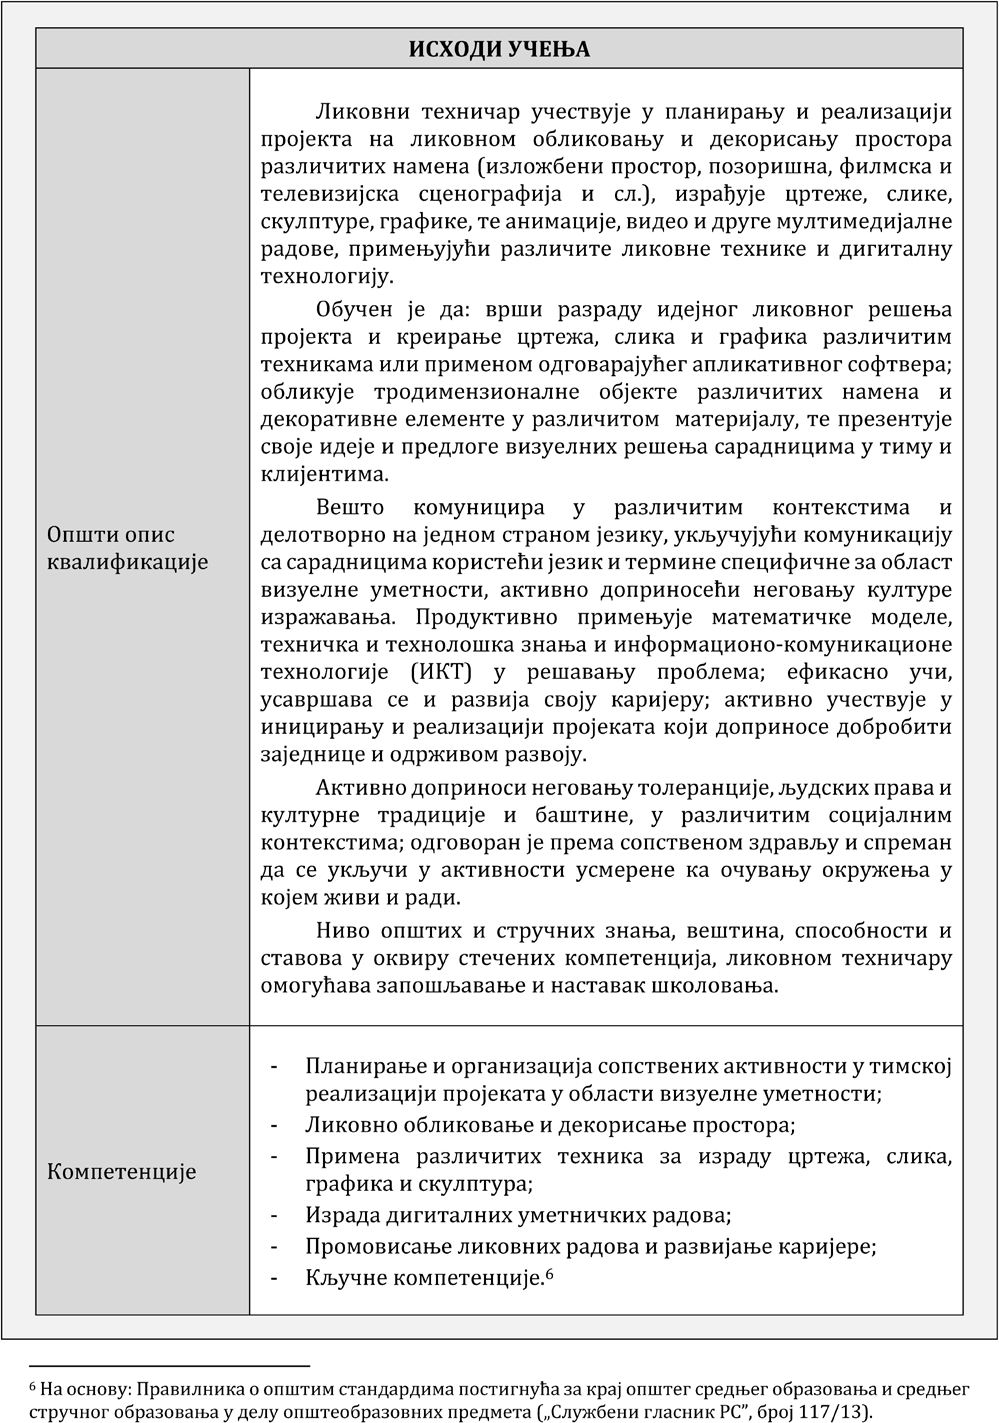 ИСХОДИ УЧЕЊА
Општи опис
квалификације
Ликовни техничар учествује у планирању и реализацији
пројекта на ликовном обликовању и декорисању простора
различитих намена (изложбени простор, позоришна, филмска и
телевизијска сценографија и сл.), израђује цртеже, слике,
скулптуре, графике, те анимације, видео и друге мултимедијалне
радове, примењујући различите ликовне технике и дигиталну
технологију.
Обучен је да: врши разраду идејног ликовног решења
пројекта и креирање цртежа, слика и графика различитим
техникама или применом одговарајућег апликативног софтвера;
обликује тродимензионалне објекте различитих намена и
декоративне елементе у различитом  материјалу, те презентује
своје идеје и предлоге визуелних решења сарадницима у тиму и
клијентима.
Вешто комуницира у различитим контекстима и
делотворно на једном страном језику, укључујући комуникацију
са сарадницима користећи језик и термине специфичне за област
визуелне уметности, активно доприносећи неговању културе
изражавања. Продуктивно примењује математичке моделе,
техничка и технолошка знања и информационо-комуникационе
технологије (ИКТ) у решавању проблема; ефикасно учи,
усавршава се и развија своју каријеру; активно учествује у
иницирању и реализацији пројеката који доприносе добробити
заједнице и одрживом развоју.
Активно доприноси неговању толеранције, људских права и
културне традиције и баштине, у различитим социјалним
контекстима; одговоран је према сопственом здрављу и спреман
да се укључи у активности усмерене ка очувању окружења у
којем живи и ради.
Ниво општих и стручних знања, вештина, способности и
ставова у оквиру стечених компетенција, ликовном техничару
омогућава запошљавање и наставак школовања.
Компетенције
- Планирање и организација сопствених активности у тимској
реализацији пројеката у области визуелне уметности;
- Ликовно обликовање и декорисање простора;
- Примена различитих техника за израду цртежа, слика,
графика и скулптура;
- Израда дигиталних уметничких радова;
- Промовисање ликовних радова и развијање каријере;
- Кључне компетенције.⁶
⁶ На основу: Правилника о општим стандардима постигнућа за крај општег средњег образовања и средњег
стручног образовања у делу општеобразовних предмета („Службени гласник РС”, број 117/13).